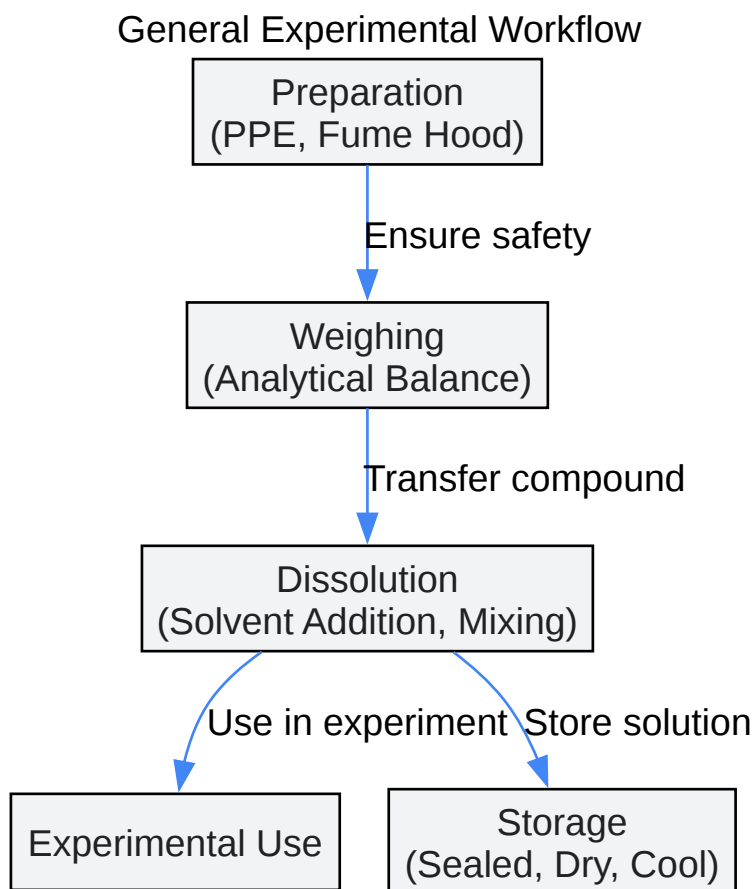 General Experimental Workflow
Preparation
(PPE, Fume Hood)
Ensure safety
Weighing
(Analytical Balance)
Transfer compound
Dissolution
(Solvent Addition, Mixing)
Use in experiment
Store solution
Experimental Use
Storage
(Sealed, Dry, Cool)